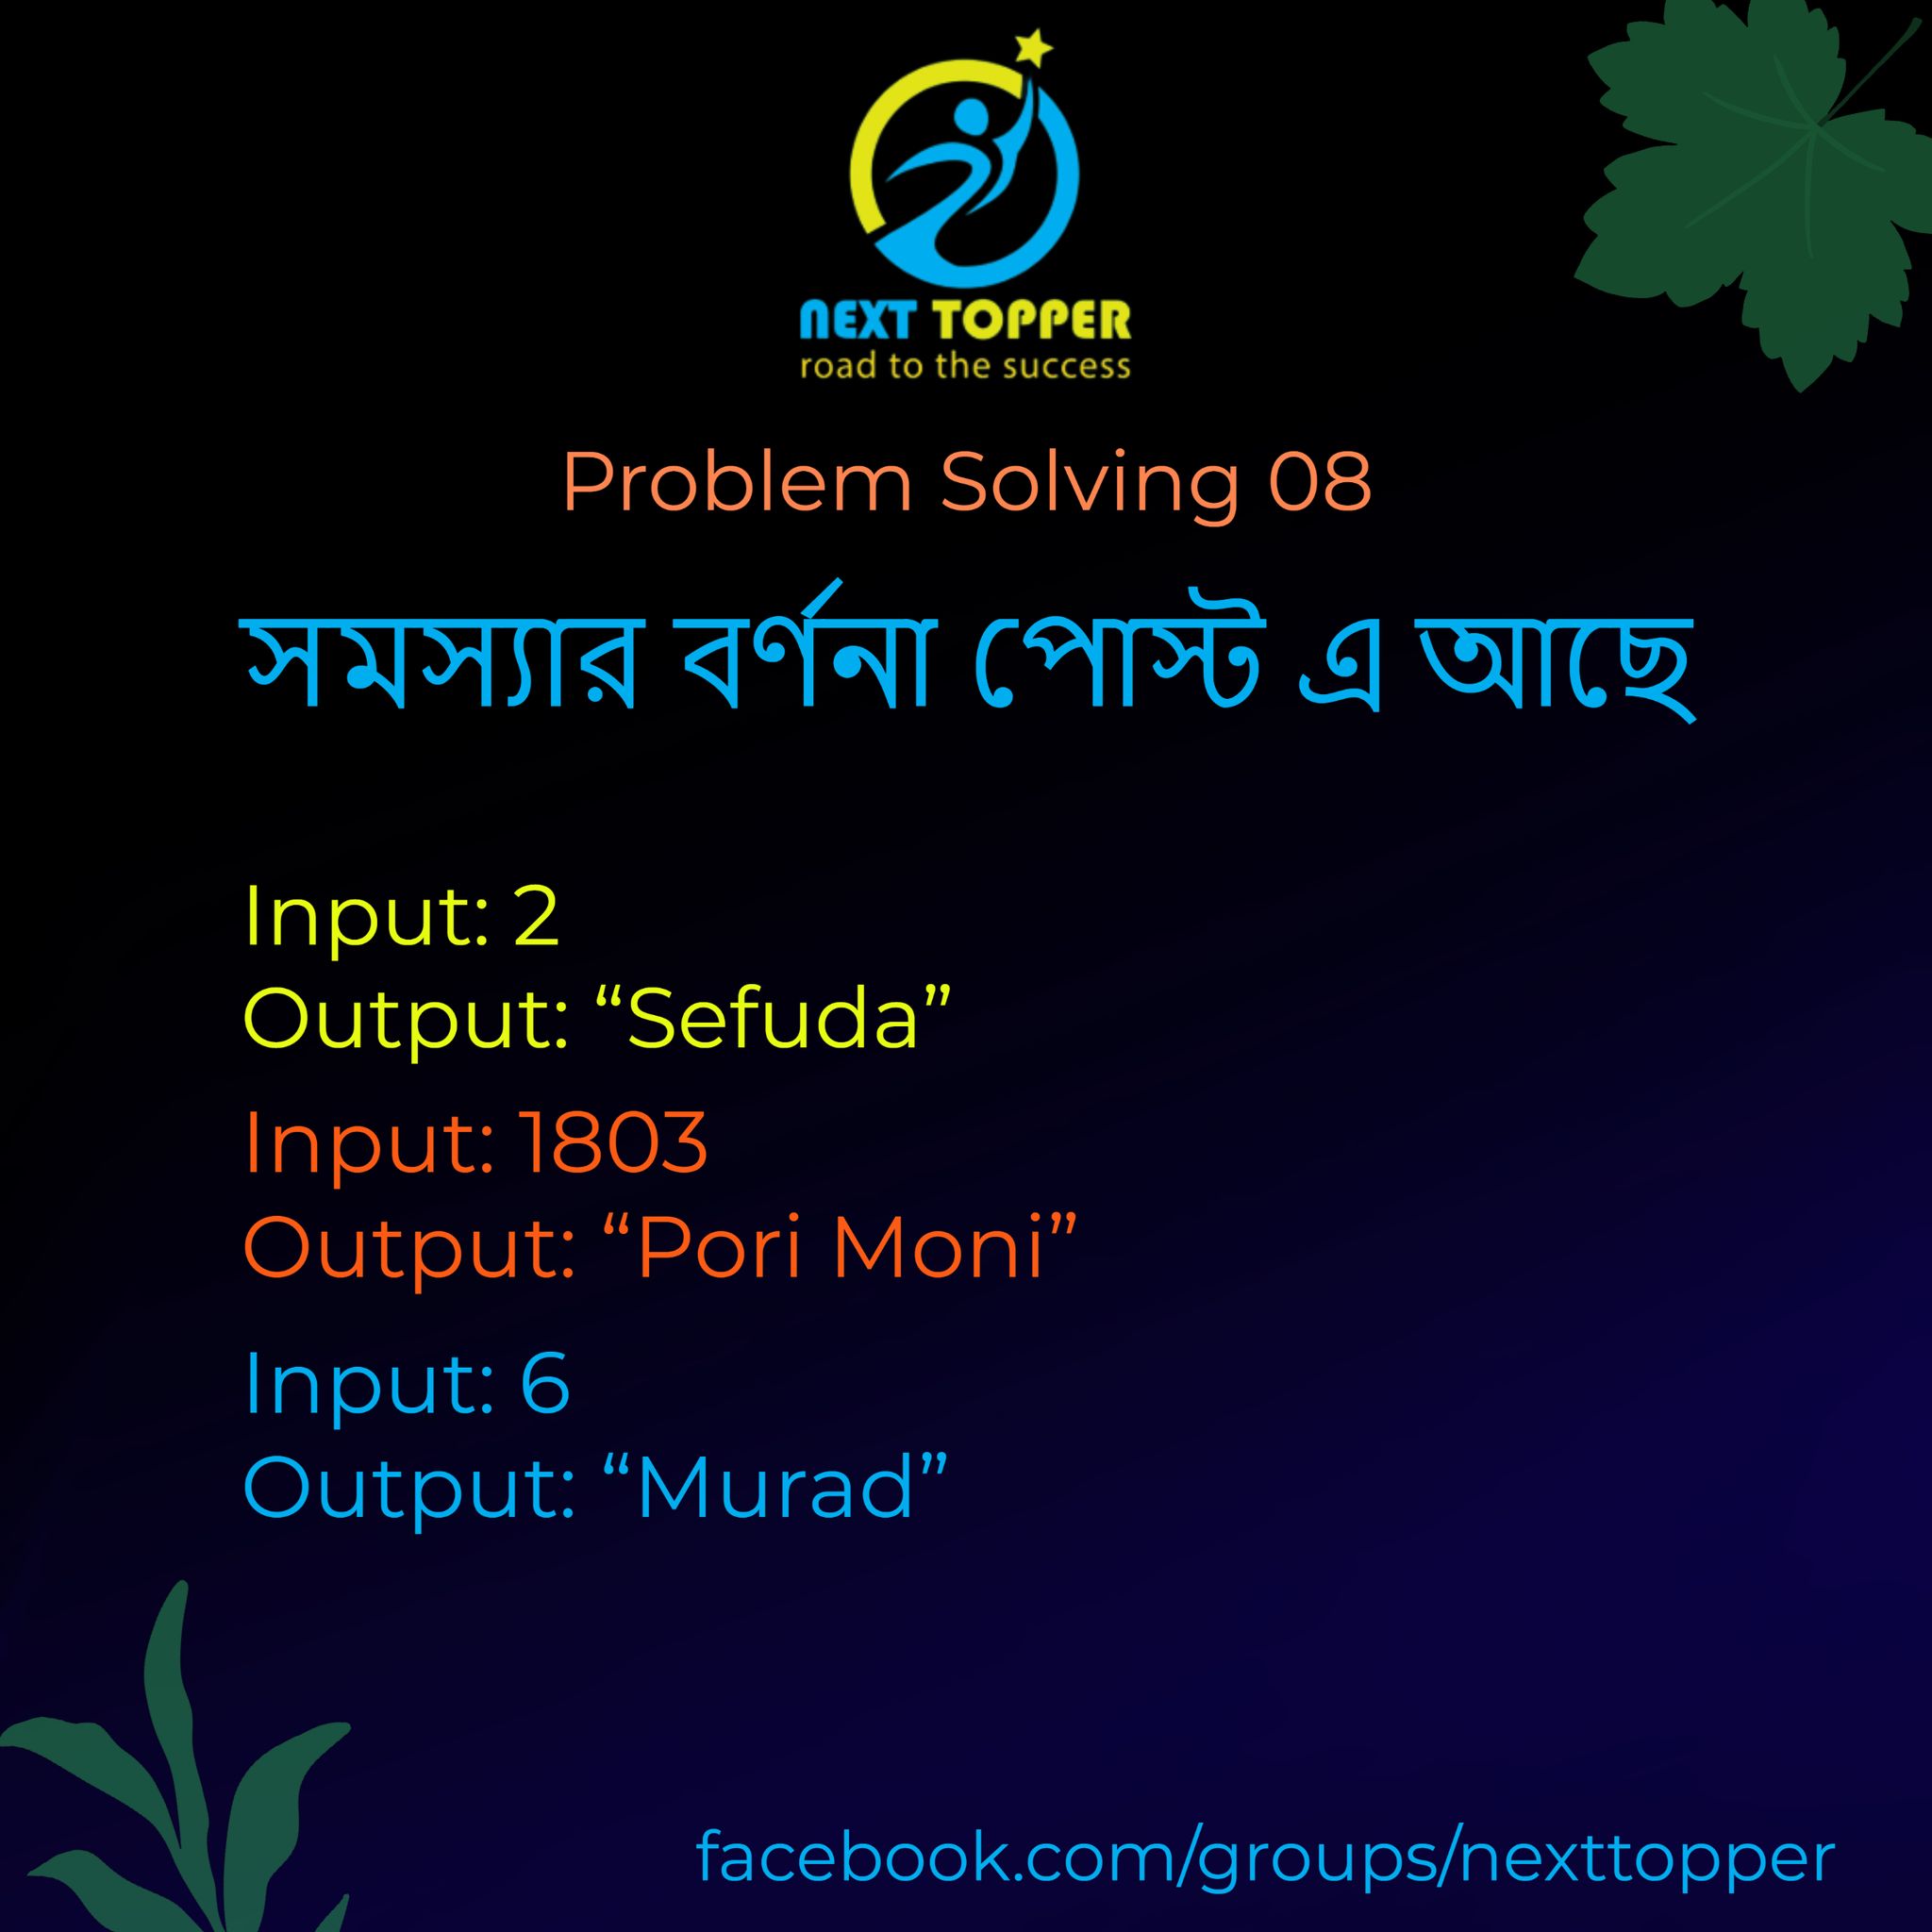 NEXT TOPPER
road to the success
Problem Solving 08
সমস্যার বর্ণনা পোস্ট এ আছে
Input: 2
Output: “Sefuda”
Input: 1803
Output: “Pori Moni”
Input: 6
Output: “Murad”
facebook.com/groups/nexttopper